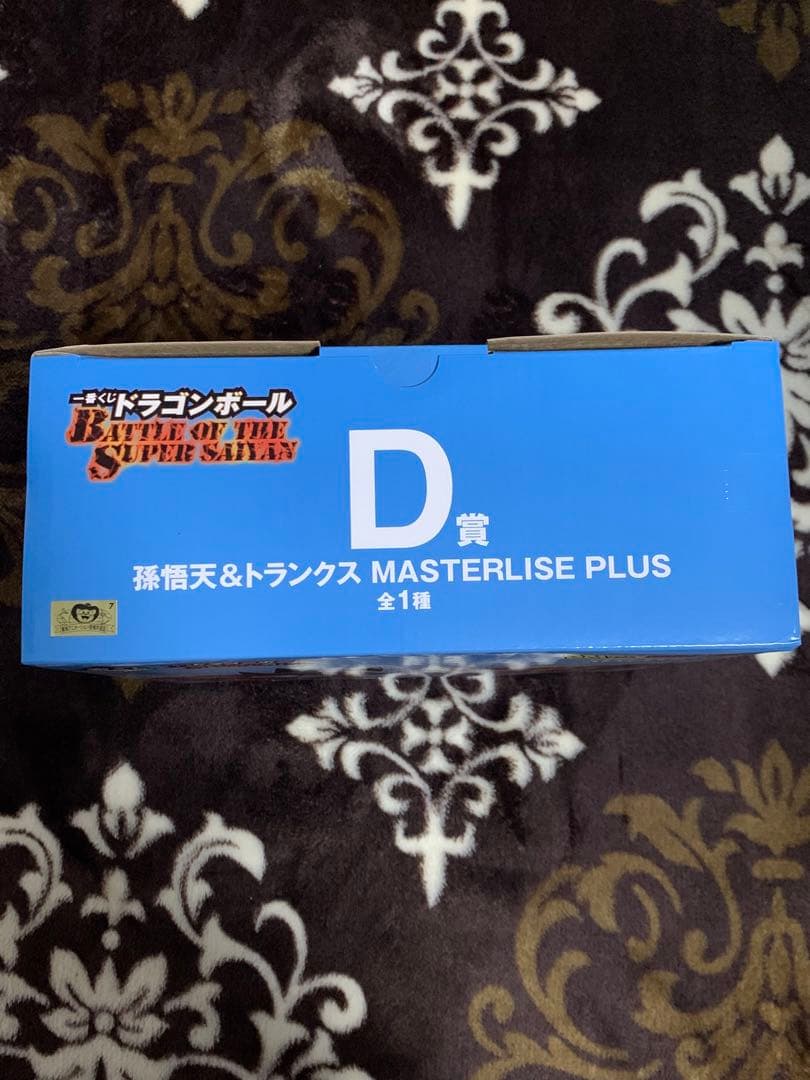 一番くじ ドラゴンボール
BATTLE OF THE
SUPER SAIYAN
D賞
孫悟天&トランクス MASTERLISE PLUS
全1種
7